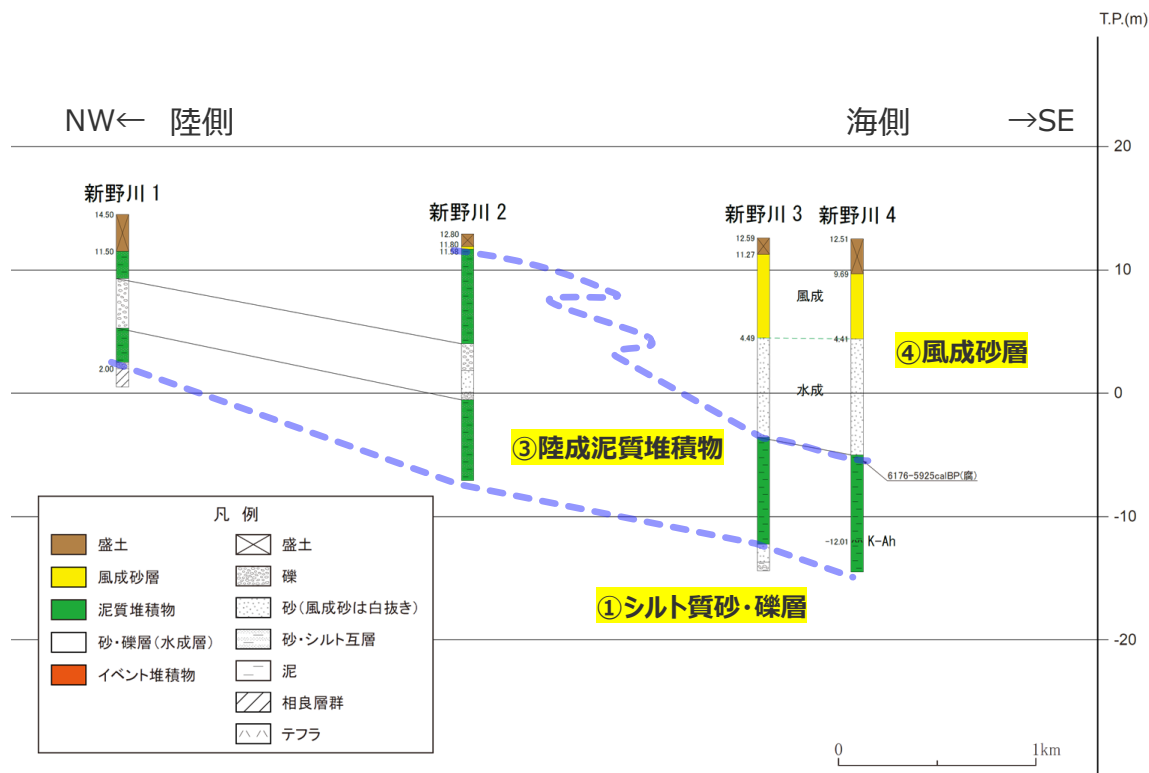 T.P.(m)
NW← 陸側
海側 →SE
20
新野川 1
新野川 2
新野川 3
新野川 4
14.50
11.50
2.00
12.80
11.80
11.58
12.59
11.27
4.49
12.51
9.69
4.41
-12.01
10
風成
④風成砂層
水成
0
③陸成泥質堆積物
6176-5925calBP(腐)
K-Ah
-10
①シルト質砂・礫層
-20
凡 例
盛土
風成砂層
泥質堆積物
砂・礫層(水成層)
イベント堆積物
盛土
礫
砂(風成砂は白抜き)
砂・シルト互層
泥
相良層群
テフラ
0
1km